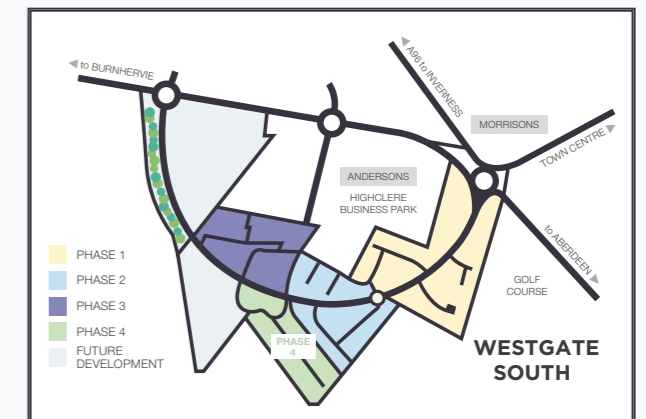 to BURNHERVIE
A96 to INVERNESS
MORRISONS
TOWN CENTRE
ANDERSONS
HIGHCLERE
BUSINESS PARK
to ABERDEEN
GOLF
COURSE
PHASE 1
PHASE 2
PHASE 3
PHASE 4
FUTURE
DEVELOPMENT
PHASE
4
WESTGATE
SOUTH